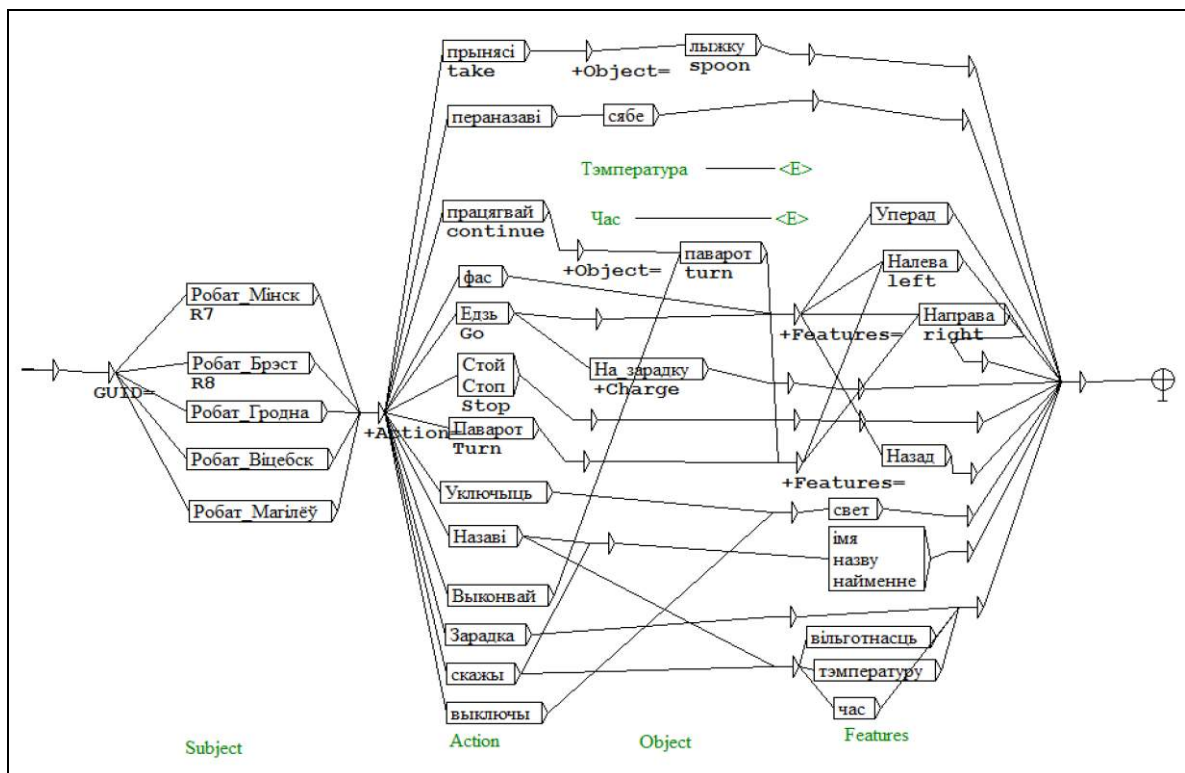 прынясі
take
+Object=
лыжку
spoon
пераназаві
сябе
Тэмпература
<E>
працягвай
continue
Час
<E>
+Object=
паварот
turn
Уперад
Налева
left
фас
Едзь
Go
+Features=
Направа
right
Робат_Мінск
R7
Робат_Брэст
R8
GUID=
Робат_Гродна
Робат_Віцебск
Робат_Магілёў
+Action=
Стой
Стоп
Stop
На_зарадку
+Charge
Паварот
Turn
+Features=
Назад
Уключыць
свет
Назаві
імя
назву
найменне
Выконвай
Зарадка
вільготнасць
скажы
тэмпературу
выключы
час
Subject
Action
Object
Features